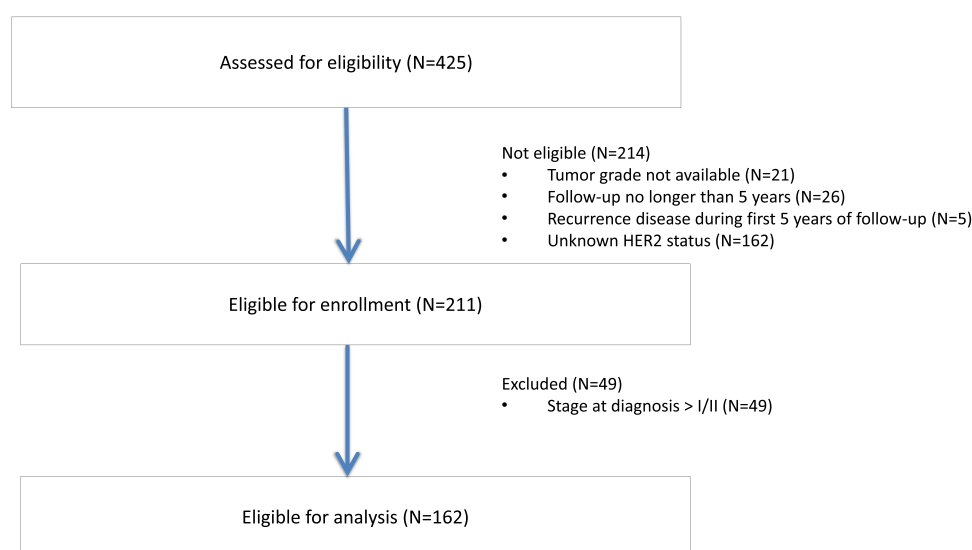 Assessed for eligibility (N=425)
Not eligible (N=214)
• Tumor grade not available (N=21)
• Follow-up no longer than 5 years (N=26)
• Recurrence disease during first 5 years of follow-up (N=5)
• Unknown HER2 status (N=162)
Eligible for enrollment (N=211)
Excluded (N=49)
• Stage at diagnosis > I/II (N=49)
Eligible for analysis (N=162)